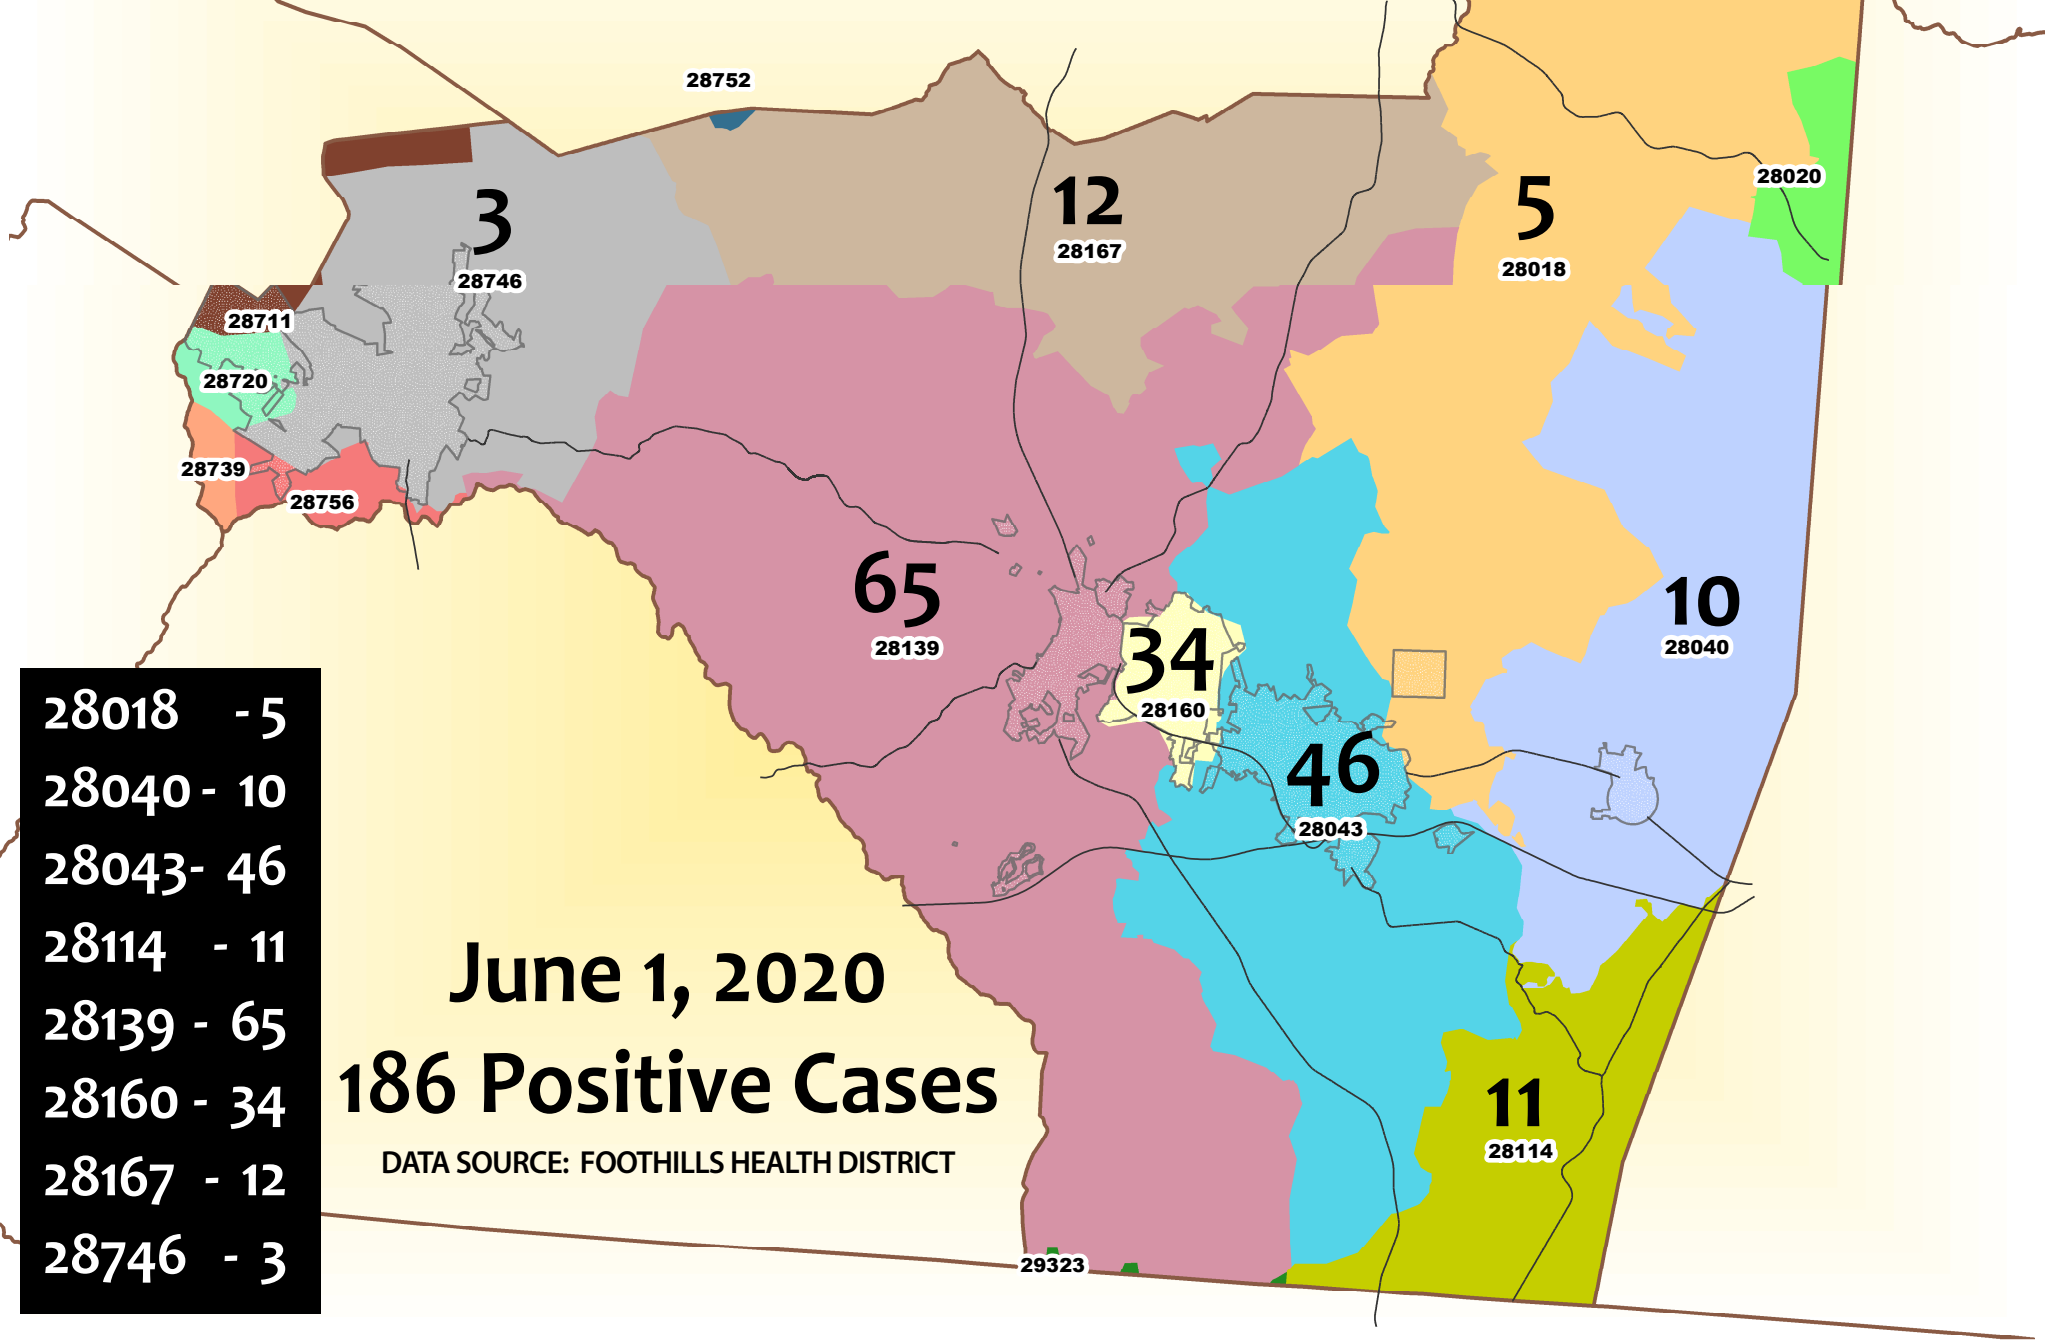 28752
28020
12
28167
5
28018
3
28746
28711
28720
28739
28756
65
28139
34
28160
10
28040
46
28043
11
28114
29323
28018 - 5
28040 - 10
28043- 46
28114 - 11
28139 - 65
28160 - 34
28167 - 12
28746 - 3
June 1, 2020
186 Positive Cases
DATA SOURCE: FOOTHILLS HEALTH DISTRICT